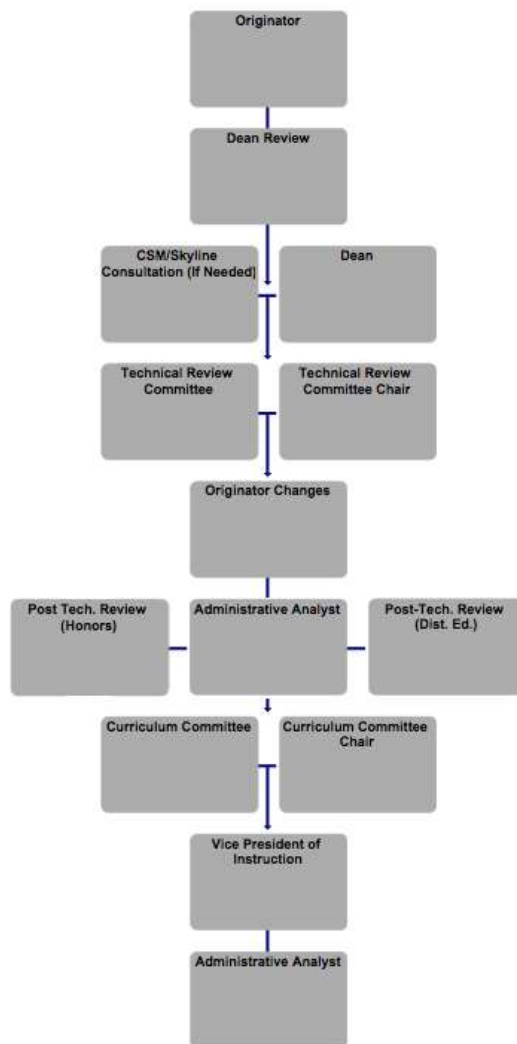 Originator
Dean Review
CSM/Skyline
Consultation (If Needed)
Dean
Technical Review
Committee
Technical Review
Committee Chair
Originator Changes
Post Tech. Review
(Honors)
Administrative Analyst
Post-Tech. Review
(Dist. Ed.)
Curriculum Committee
Curriculum Committee
Chair
Vice President of
Instruction
Administrative Analyst